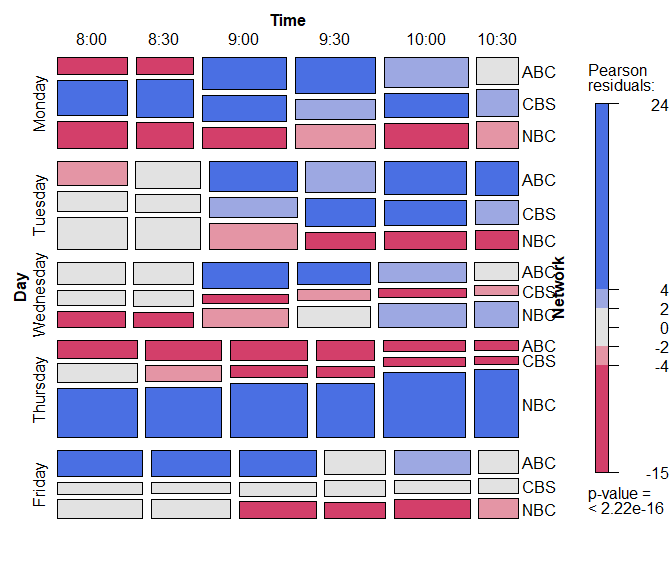 Time
8:00 8:30 9:00 9:30 10:00 10:30
Pearson
residuals:
24
4
2
0
-2
-4
-15
p-value =
< 2.22e-16
Day
Network
Monday
ABC
CBS
NBC
Tuesday
ABC
CBS
NBC
Wednesday
ABC
CBS
NBC
Thursday
ABC
CBS
NBC
Friday
ABC
CBS
NBC